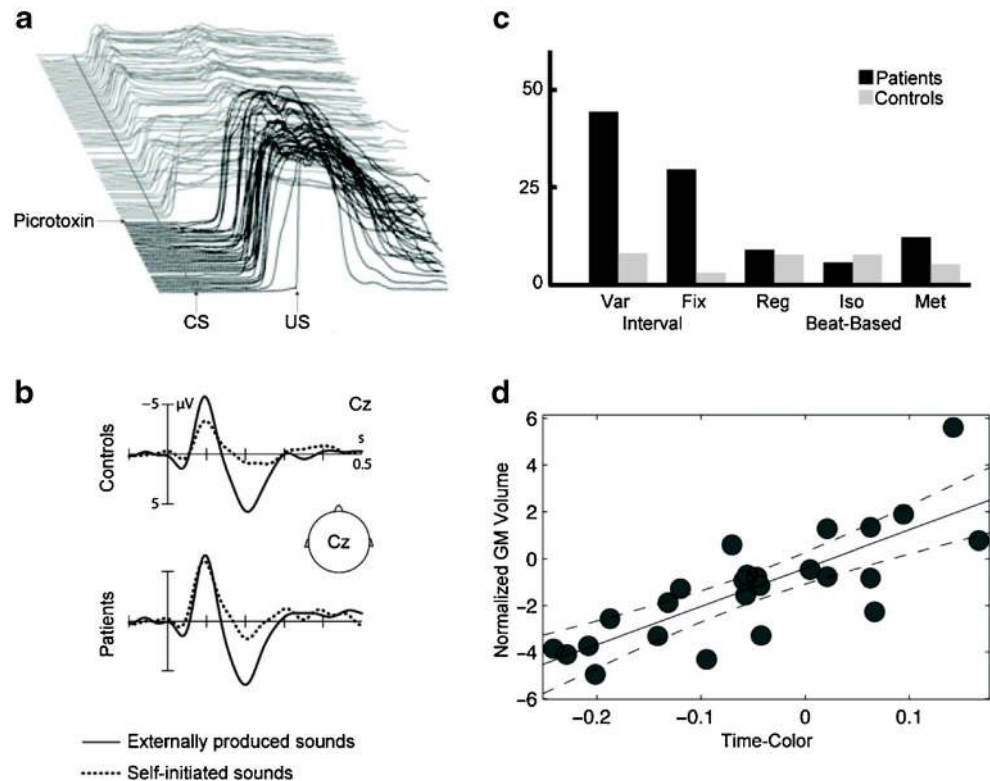 a
Picrotoxin
CS
US
b
−5
μV
Cz
s
0.5
5
Controls
Cz
Patients
Externally produced sounds
Self-initiated sounds
c
50
25
0
Patients
Controls
Var
Fix
Reg
Iso
Met
Interval
Beat-Based
d
6
4
2
0
−2
−4
−6
Normalized GM Volume
−0.2
−0.1
0
0.1
Time-Color